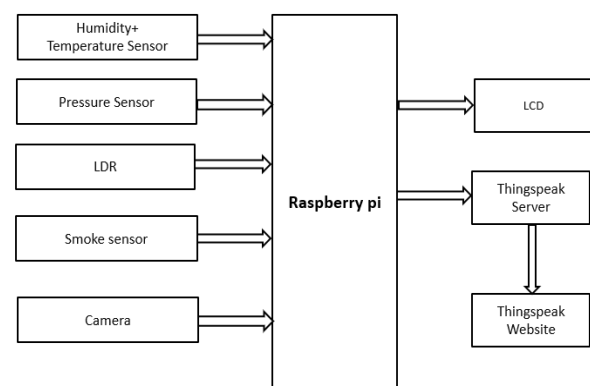 Humidity+
Temperature Sensor
Pressure Sensor
LDR
Smoke sensor
Camera
Raspberry pi
LCD
Thingspeak
Server
Thingspeak
Website